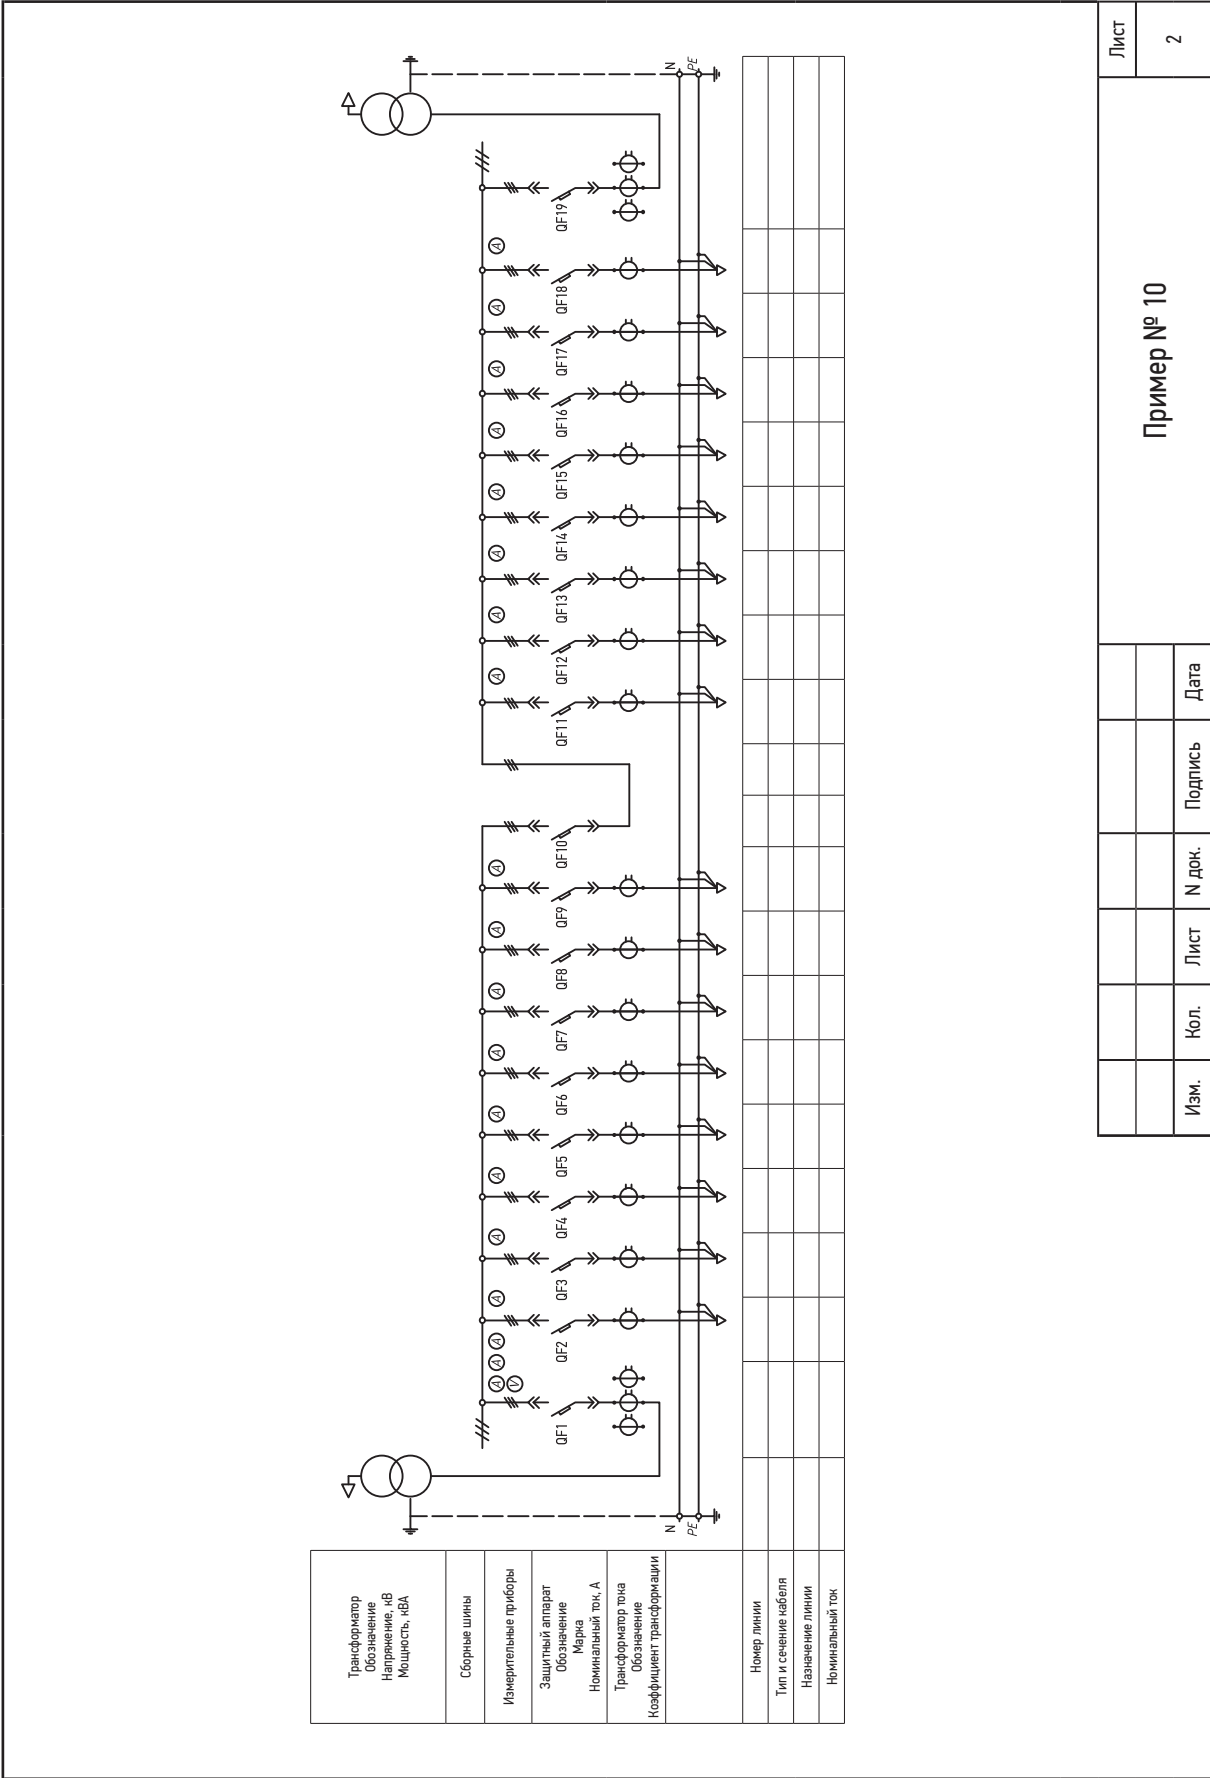 Трансформатор
Обозначение
Напряжение, кВ
Мощность, кВА
Сборные шины
Измерительные приборы
Защитный аппарат
Обозначение
Марка
Номинальный ток, А
Трансформатор тока
Обозначение
Коэффициент трансформации
Номер линии
Тип и сечение кабеля
Назначение линии
Номинальный ток
N
PE
A A A A A A A A A A A
V
QF1 QF2 QF3 QF4 QF5 QF6 QF7 QF8 QF9 QF10
A A A A A A A A
QF11 QF12 QF13 QF14 QF15 QF16 QF17 QF18 QF19
N
PE
Изм. Кол. Лист N док. Подпись Дата
Пример № 10
Лист
2